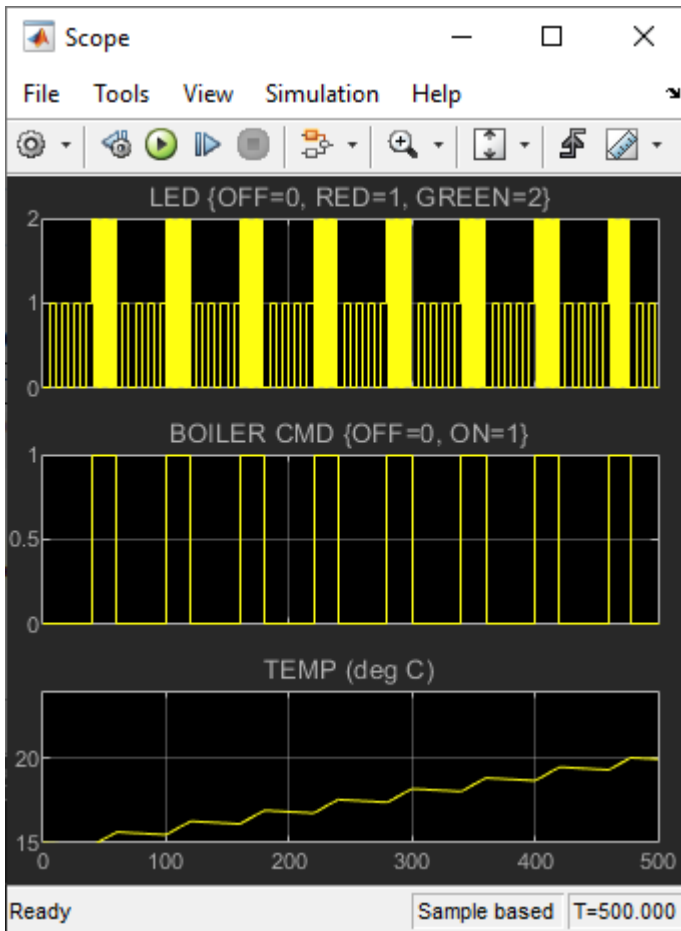 Scope
File Tools View Simulation Help
LED {OFF=0, RED=1, GREEN=2}
2
1
0
BOILER CMD {OFF=0, ON=1}
1
0.5
0
TEMP (deg C)
20
15
0 100 200 300 400 500
Ready Sample based T=500.000